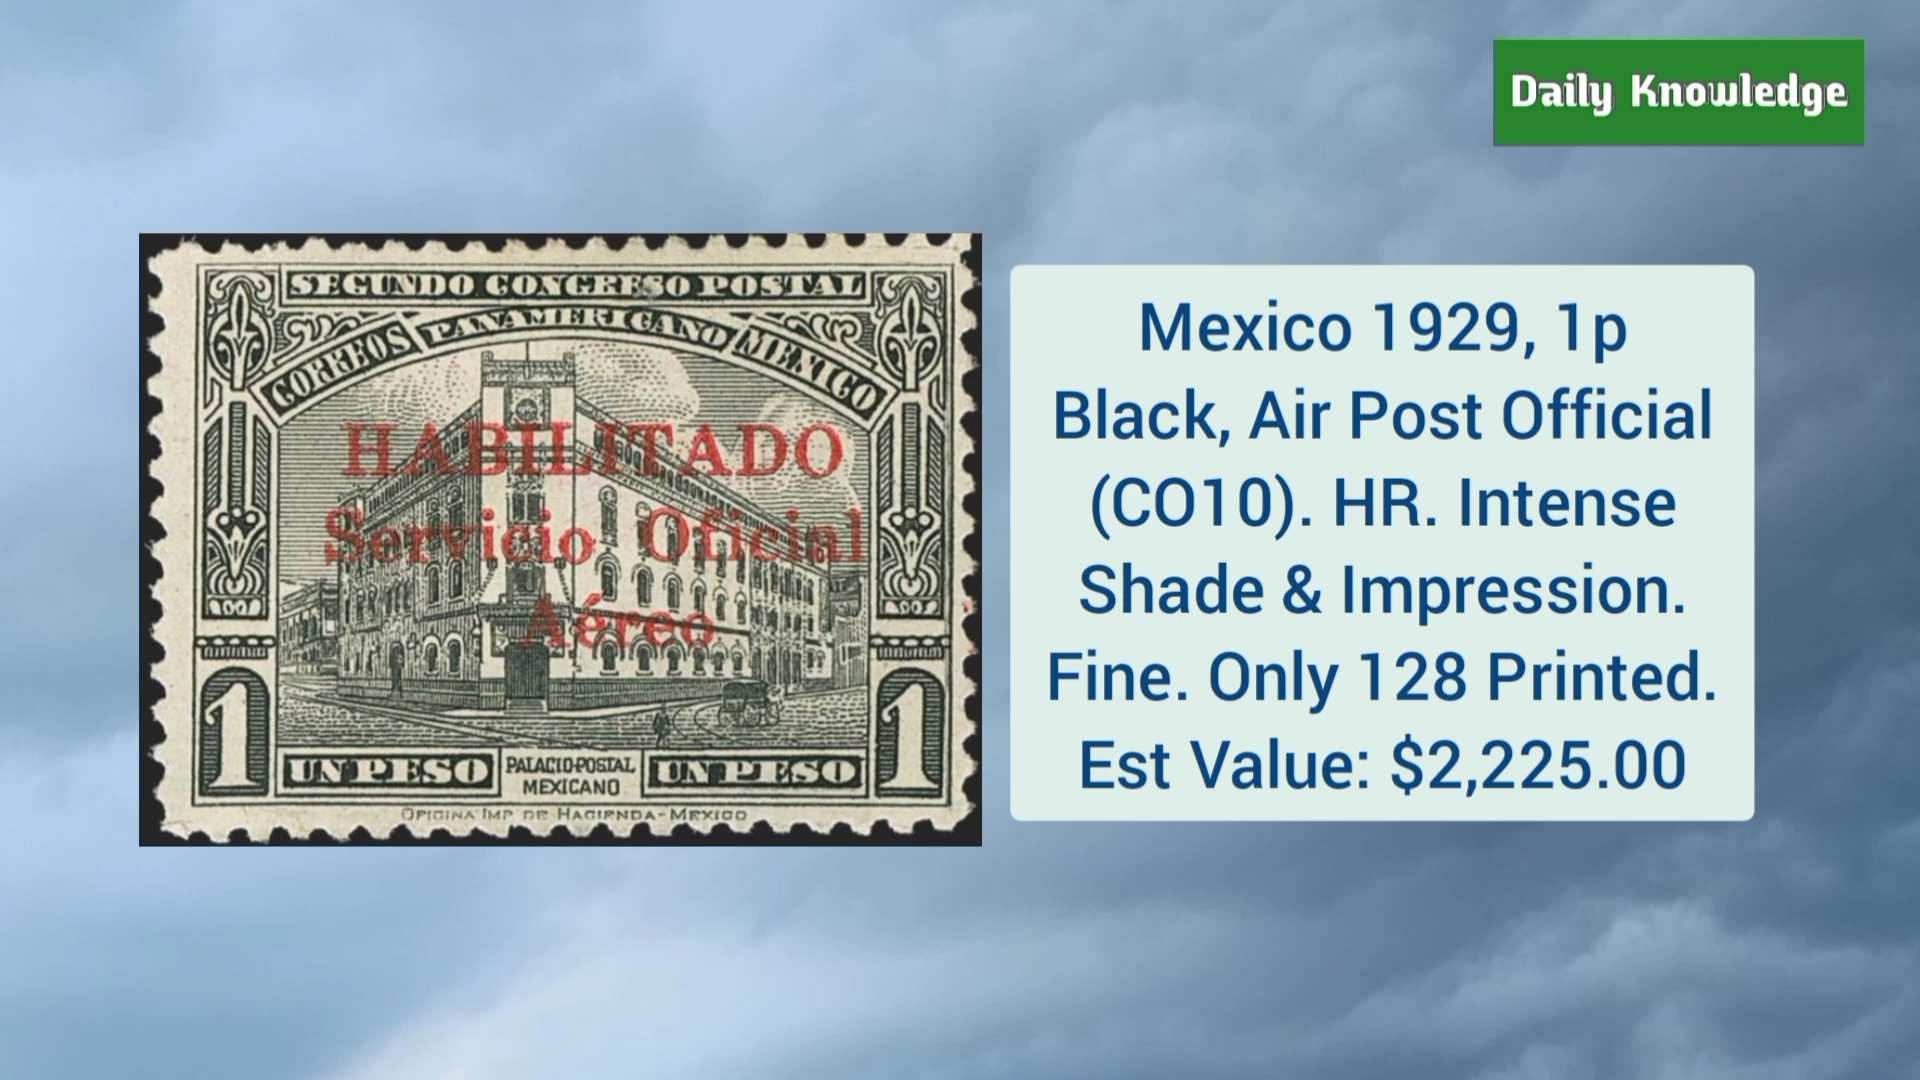 Daily Knowledge
SEGUNDO CONGRESO POSTAL
CORREOS PANAMERICANO MEXICO
HABILITADO
Servicio Oficial
Aéreo
1 1
UN PESO PALACIO-POSTAL UN PESO
MEXICANO
OFICINA IMP. DE HACIENDA-MEXICO
Mexico 1929, 1p
Black, Air Post Official
(CO10). HR. Intense
Shade & Impression.
Fine. Only 128 Printed.
Est Value: $2,225.00